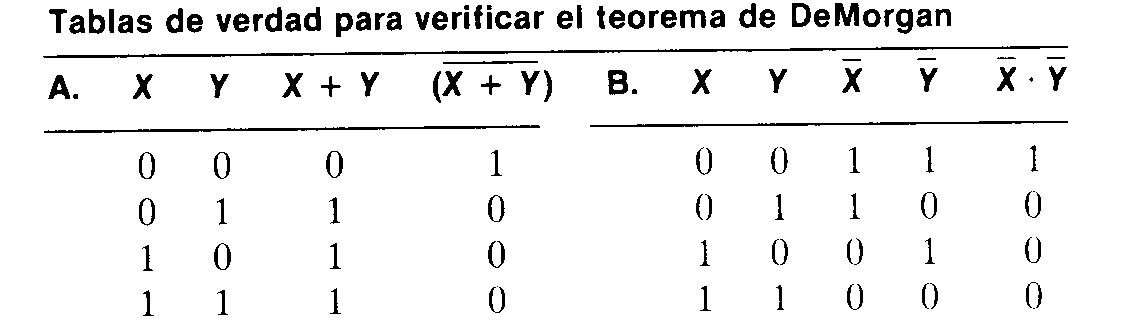 Tablas de verdad para verificar el teorema de DeMorgan
A. X Y X + Y (X̅ ̅+̅ ̅Y̅) B. X Y X̅ Y̅ X̅ · Y̅
0 0 0 1 0 0 1 1 1
0 1 1 0 0 1 1 0 0
1 0 1 0 1 0 0 1 0
1 1 1 0 1 1 0 0 0